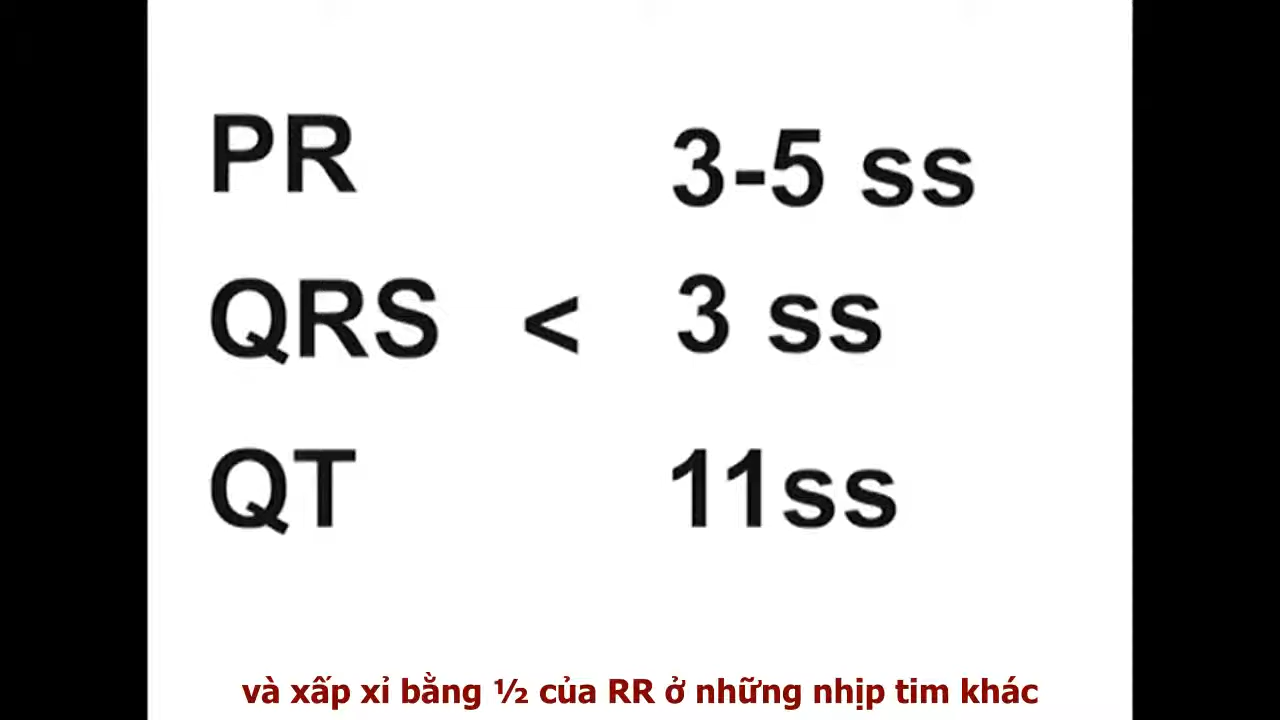 PR 3-5 ss
QRS < 3 ss
QT 11ss
và xấp xỉ bằng ½ của RR ở những nhịp tim khác